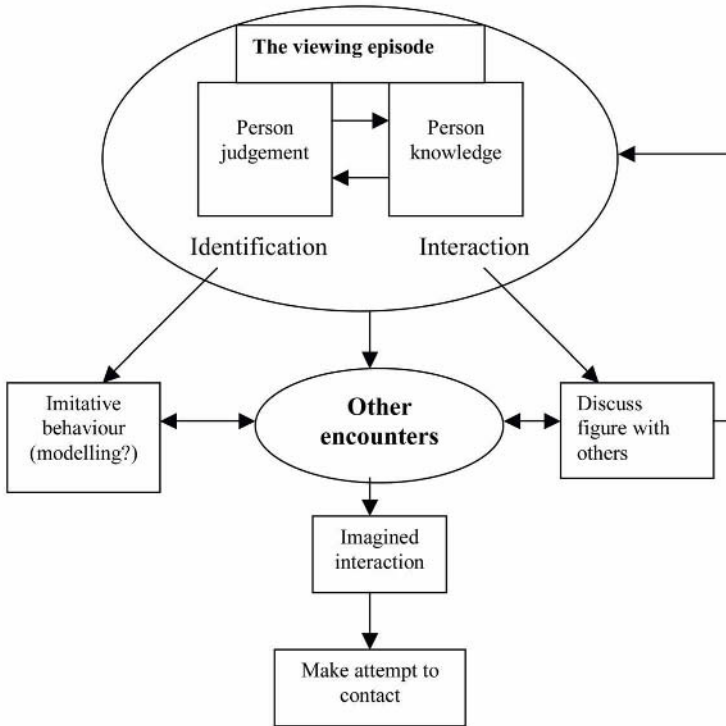 The viewing episode
Person
judgement
Person
knowledge
Identification
Interaction
Imitative
behaviour
(modelling?)
Other
encounters
Discuss
figure with
others
Imagined
interaction
Make attempt to
contact